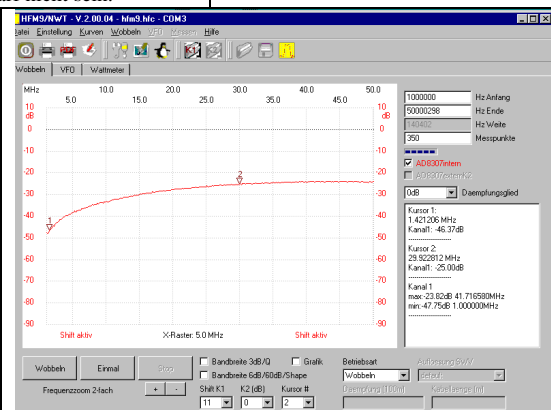 HFM9/NWT - V.2.00.04 - hfm9.hfc - COM3
Datei Einstellung Kurven Wobbeln VFO Messen Hilfe
Wobbeln VFO Wattmeter
MHz 10.0 20.0 30.0 40.0 50.0
5.0 15.0 25.0 35.0 45.0
10 10
dB dB
0 0
-10 -10
-20 -20
-30 -30
-40 -40
-50 -50
-60 -60
-70 -70
-80 -80
-90 -90
1
2
Shift aktiv X-Raster: 5.0 MHz Shift aktiv
1000000 Hz Anfang
50000298 Hz Ende
140402 Hz Weite
350 Messpunkte
AD8307intern
AD8307externK2
0dB Daempfungsglied
Kursor 1:
1.421206 MHz
Kanal1: -46.37dB
--------------------
Kursor 2:
29.922812 MHz
Kanal1: -25.00dB
--------------------
Kanal 1
max:-23.82dB 41.716580MHz
min:-47.75dB 1.000000MHz
--------------------
Wobbeln Einmal Stop
Frequenzzoom 2-fach + -
Bandbreite 3dB/Q Grafik
Bandbreite 6dB/60dB/Shape
Shift K1 K2 [dB] Kursor #
11 0 2
Betriebsart Aufloesung SWV
Wobbeln default
Daempfung (100m) Kabellaenge (m)